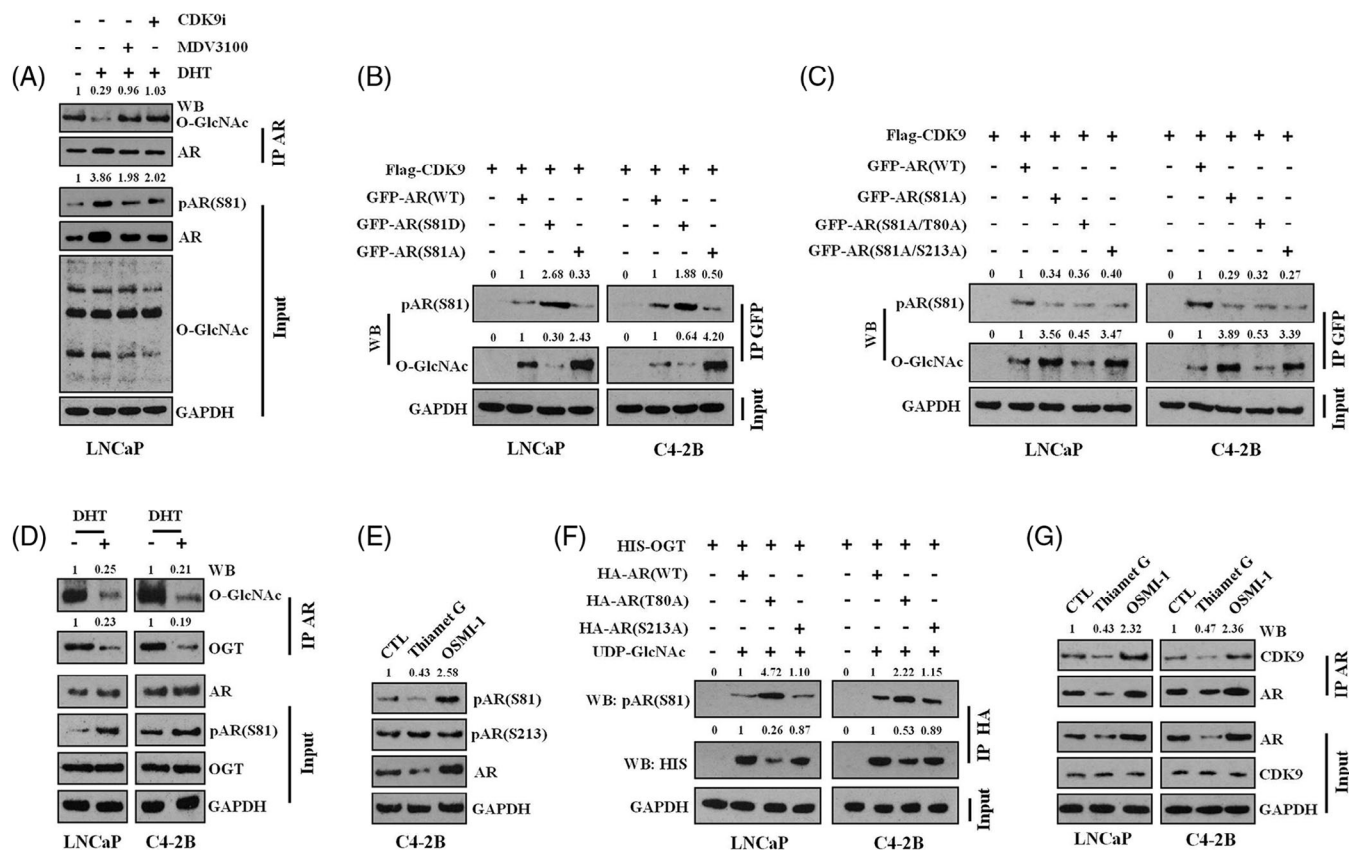 (A)
- - - + CDK9i
- - + - MDV3100
- + + + DHT
1 0.29 0.96 1.03
WB
O-GlcNAc
AR
IP AR
1 3.86 1.98 2.02
pAR(S81)
AR
O-GlcNAc
GAPDH
Input
LNCaP
(B)
Flag-CDK9 + + + + + + + +
GFP-AR(WT) - + - - - + - -
GFP-AR(S81D) - - + - - - + -
GFP-AR(S81A) - - - + - - - +
0 1 2.68 0.33 0 1 1.88 0.50
pAR(S81)
0 1 0.30 2.43 0 1 0.64 4.20
O-GlcNAc
WB
IP GFP
GAPDH
Input
LNCaP C4-2B
(C)
Flag-CDK9 + + + + + + + + + +
GFP-AR(WT) - + - - - - + - - -
GFP-AR(S81A) - - + - - - - + - -
GFP-AR(S81A/T80A) - - - + - - - - + -
GFP-AR(S81A/S213A) - - - - + - - - - +
0 1 0.34 0.36 0.40 0 1 0.29 0.32 0.27
pAR(S81)
0 1 3.56 0.45 3.47 0 1 3.89 0.53 3.39
O-GlcNAc
WB
IP GFP
GAPDH
Input
LNCaP C4-2B
(D)
DHT DHT
- + - +
1 0.25 1 0.21 WB
O-GlcNAc
1 0.23 1 0.19
OGT
IP AR
AR
pAR(S81)
OGT
GAPDH
Input
LNCaP C4-2B
(E)
CTL Thiamet G OSMI-1
1 0.43 2.58
pAR(S81)
pAR(S213)
AR
GAPDH
C4-2B
(F)
HIS-OGT + + + + + + + +
HA-AR(WT) - + - - - + - -
HA-AR(T80A) - - + - - - + -
HA-AR(S213A) - - - + - - - +
UDP-GlcNAc - + + + - + + +
0 1 4.72 1.10 0 1 2.22 1.15
WB: pAR(S81)
0 1 0.26 0.87 0 1 0.53 0.89
WB: HIS
IP HA
GAPDH
Input
LNCaP C4-2B
(G)
CTL Thiamet G OSMI-1 CTL Thiamet G OSMI-1
1 0.43 2.32 1 0.47 2.36 WB
CDK9
AR
IP AR
AR
CDK9
GAPDH
Input
LNCaP C4-2B